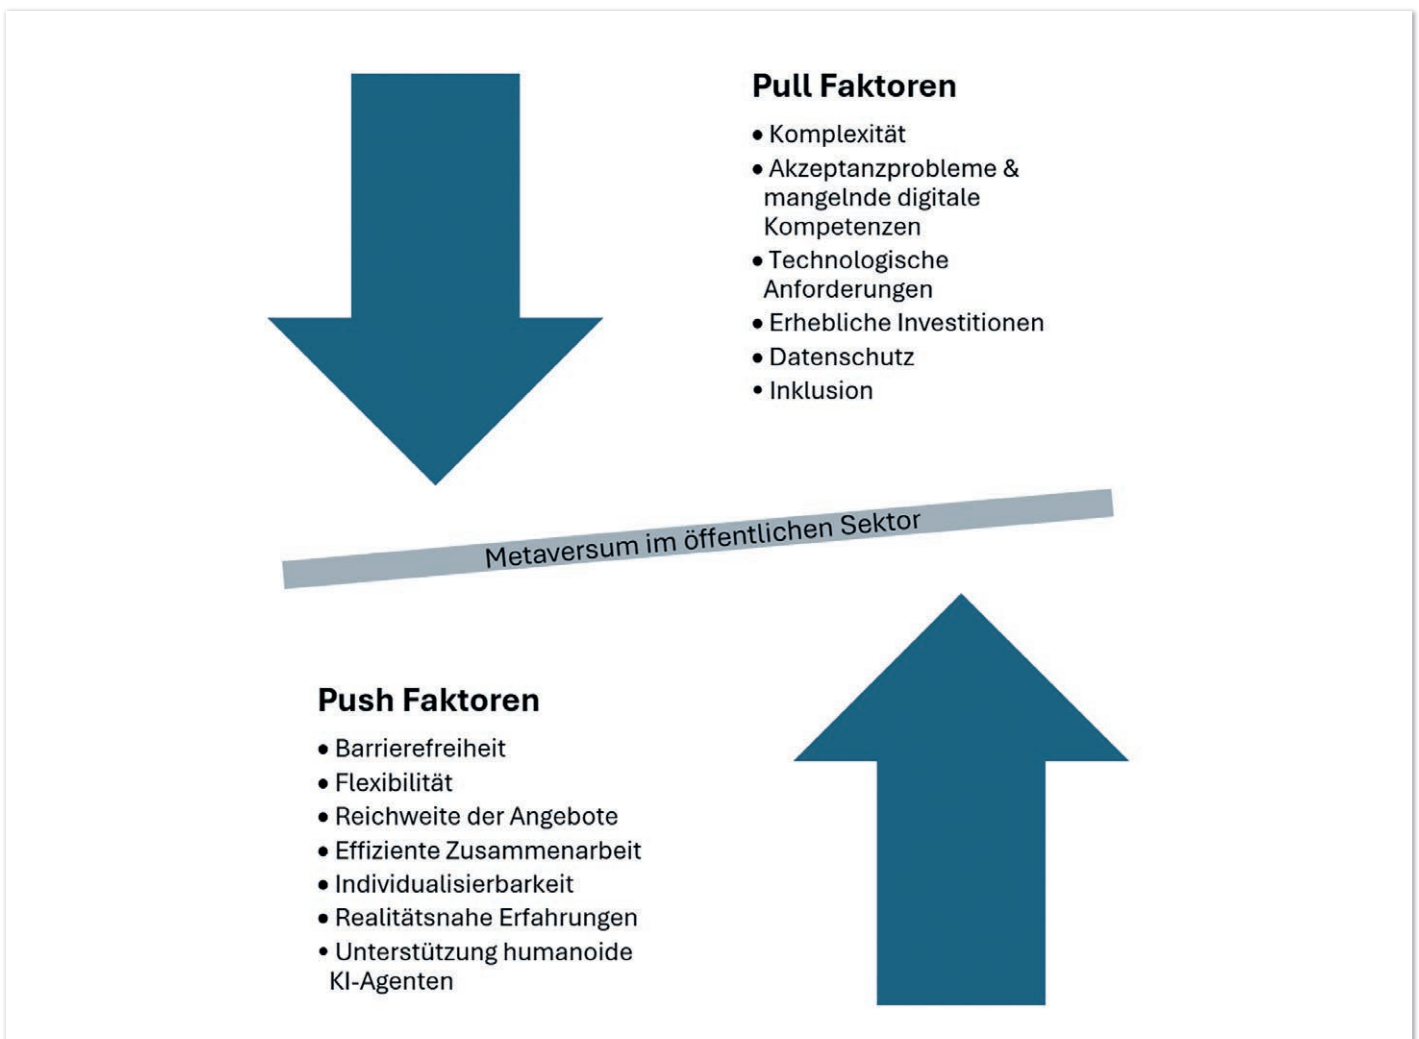 Pull Faktoren
• Komplexität
• Akzeptanzprobleme &
mangelnde digitale
Kompetenzen
• Technologische
Anforderungen
• Erhebliche Investitionen
• Datenschutz
• Inklusion
Metaversum im öffentlichen Sektor
Push Faktoren
• Barrierefreiheit
• Flexibilität
• Reichweite der Angebote
• Effiziente Zusammenarbeit
• Individualisierbarkeit
• Realitätsnahe Erfahrungen
• Unterstützung humanoide
KI-Agenten